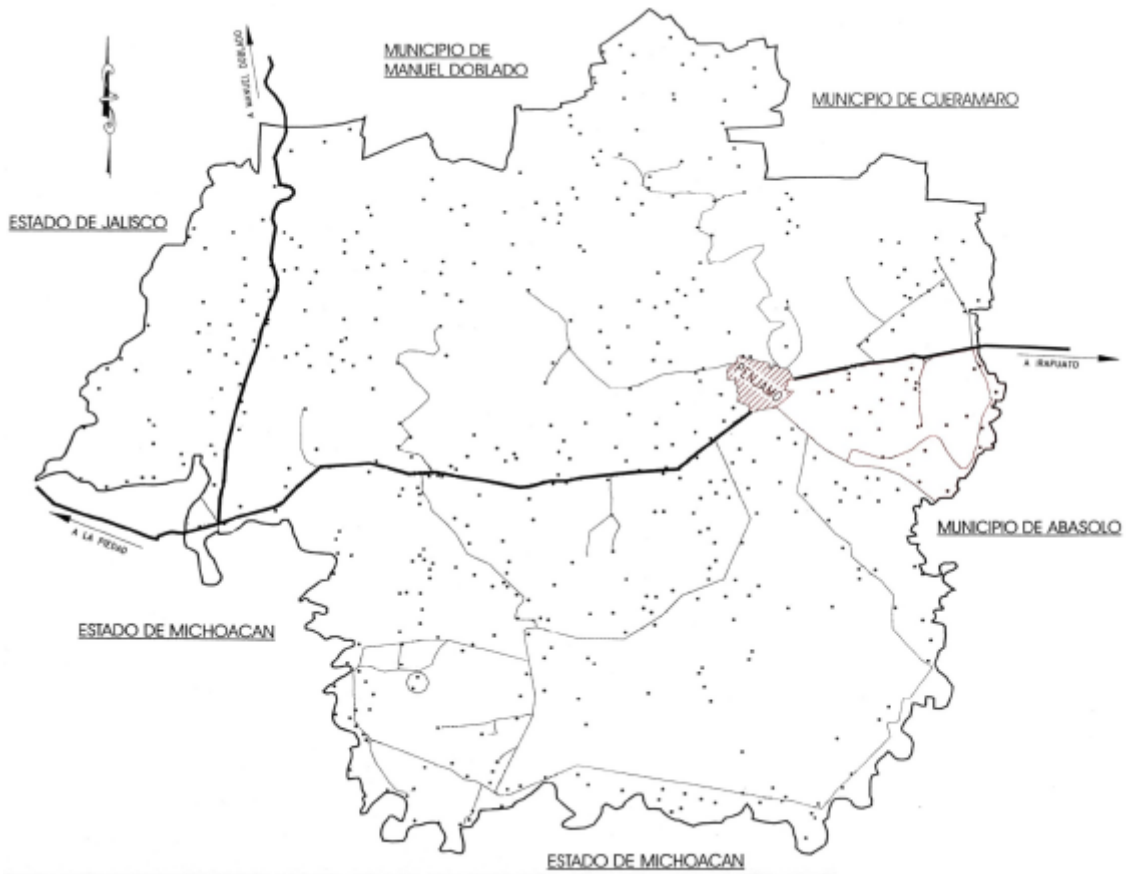 MUNICIPIO DE
MANUEL DOBLADO
A MANUEL DOBLADO
MUNICIPIO DE CUERAMARO
ESTADO DE JALISCO
PENJAMO
A IRAPUATO
A LA PIEDAD
MUNICIPIO DE ABASOLO
ESTADO DE MICHOACAN
ESTADO DE MICHOACAN